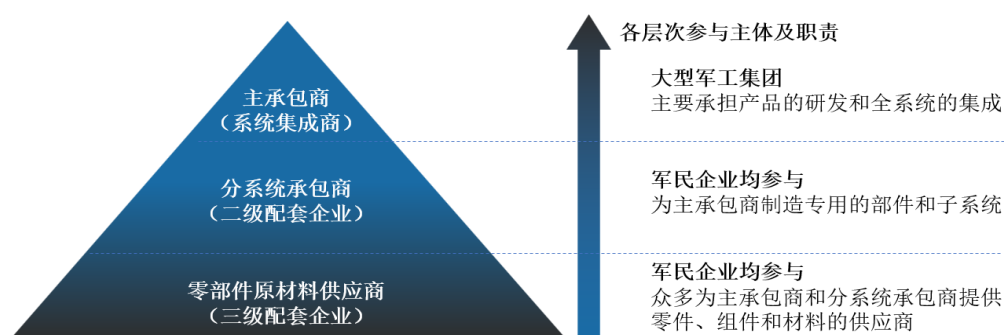 主承包商
（系统集成商）
分系统承包商
（二级配套企业）
零部件原材料供应商
（三级配套企业）
各层次参与主体及职责
大型军工集团
主要承担产品的研发和全系统的集成
军民企业均参与
为主承包商制造专用的部件和子系统
军民企业均参与
众多为主承包商和分系统承包商提供
零件、组件和材料的供应商